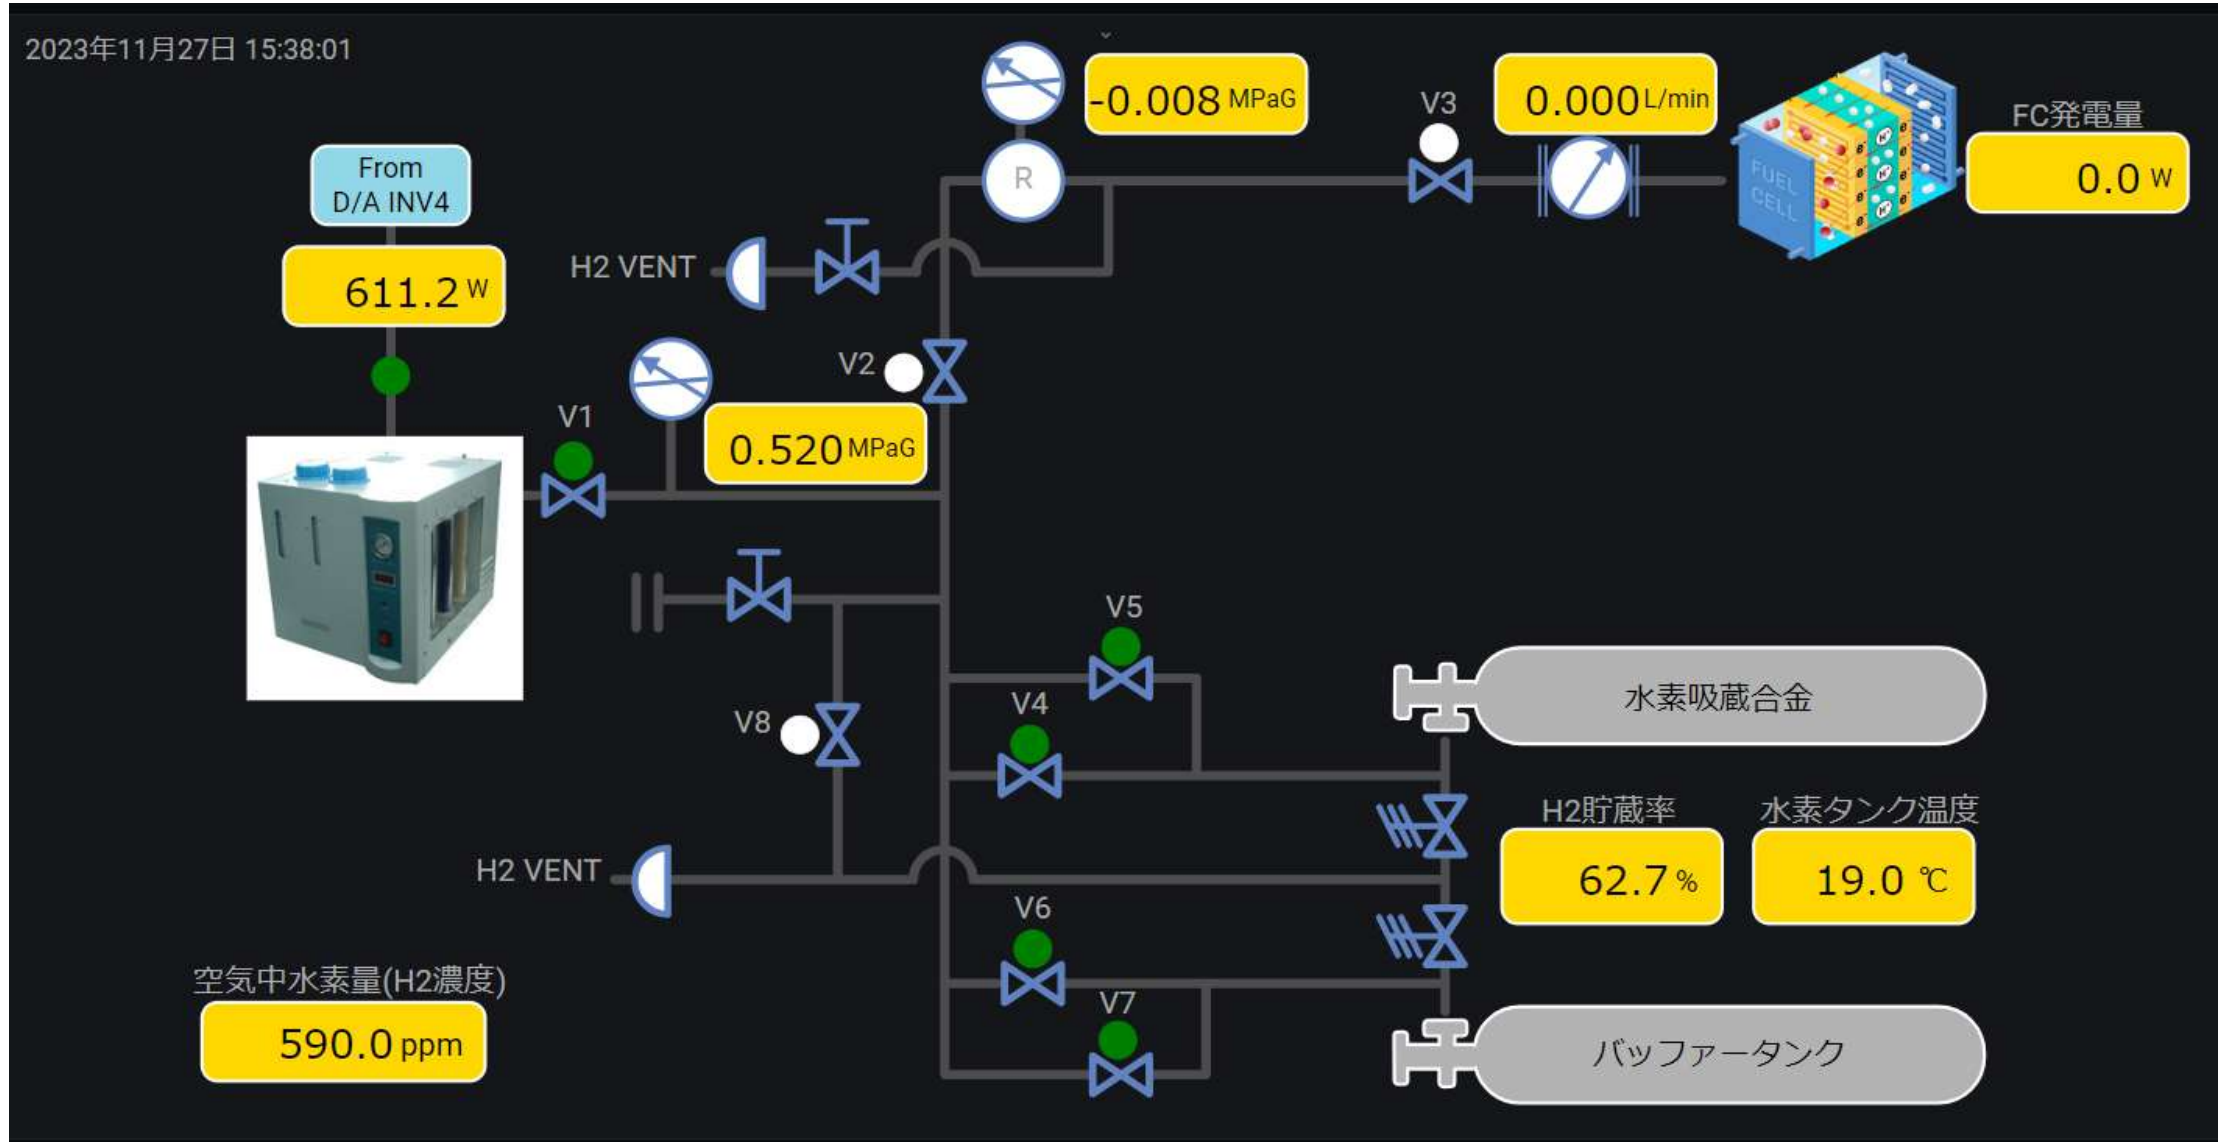 2023年11月27日 15:38:01
-0.008 MPaG
V3
0.000 L/min
FC発電量
0.0 W
From
D/A INV4
R
FUEL
CELL
H2 VENT
611.2 W
V2
V1
0.520 MPaG
V5
V4
水素吸蔵合金
V8
H2貯蔵率
水素タンク温度
62.7 %
19.0 ℃
H2 VENT
V6
空気中水素量(H2濃度)
V7
590.0 ppm
バッファータンク